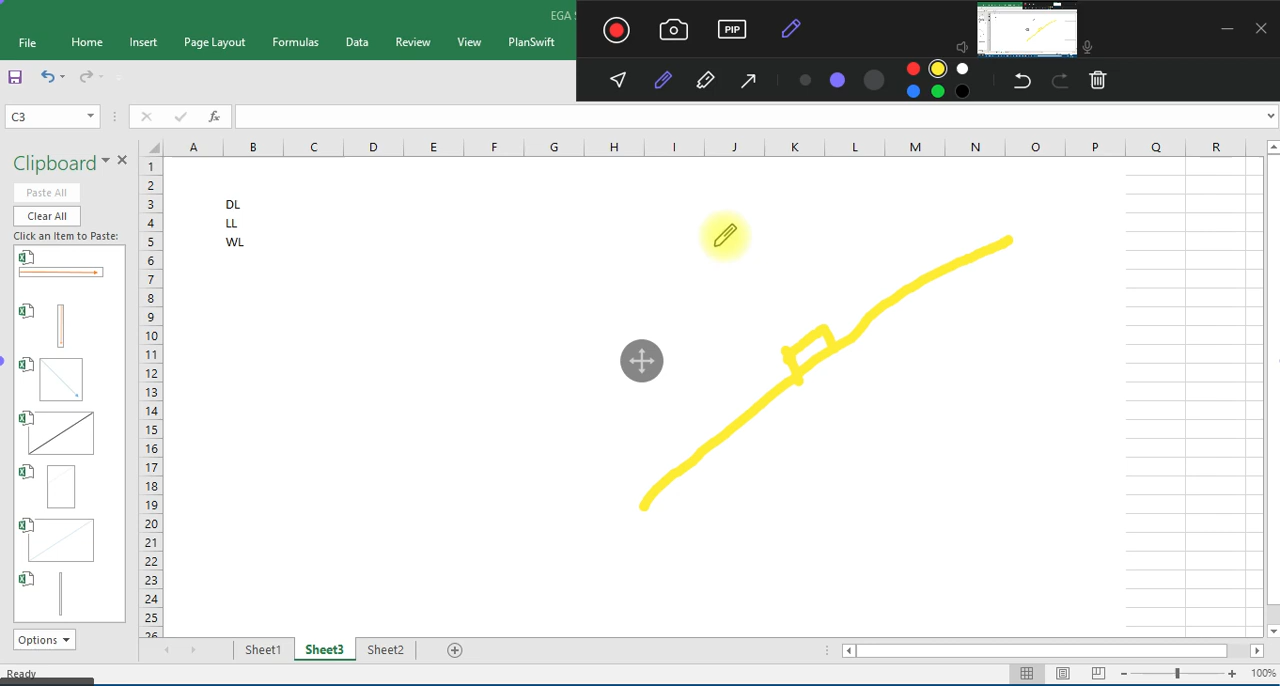 EGA S
File Home Insert Page Layout Formulas Data Review View PlanSwift
PIP
C3
fx
Clipboard
Paste All
Clear All
Click an Item to Paste:
Options
A B C D E F G H I J K L M N O P Q R
1
2
3 DL
4 LL
5 WL
6
7
8
9
10
11
12
13
14
15
16
17
18
19
20
21
22
23
24
25
26
Sheet1 Sheet3 Sheet2
Ready
100%